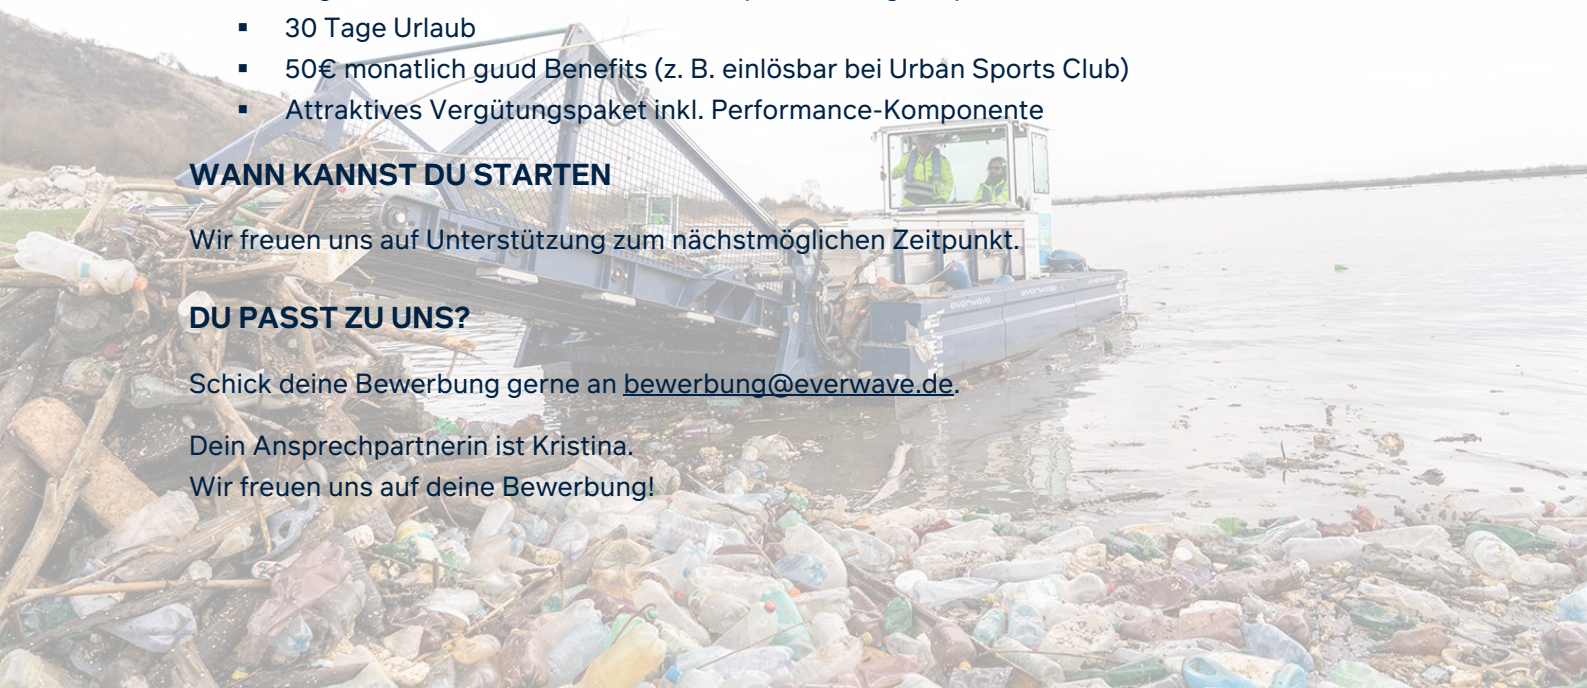 ▪ 30 Tage Urlaub
▪ 50€ monatlich guud Benefits (z. B. einlösbar bei Urban Sports Club)
▪ Attraktives Vergütungspaket inkl. Performance-Komponente
WANN KANNST DU STARTEN
Wir freuen uns auf Unterstützung zum nächstmöglichen Zeitpunkt.
everwave everwave
DU PASST ZU UNS?
Schick deine Bewerbung gerne an bewerbung@everwave.de.
Dein Ansprechpartnerin ist Kristina.
Wir freuen uns auf deine Bewerbung!